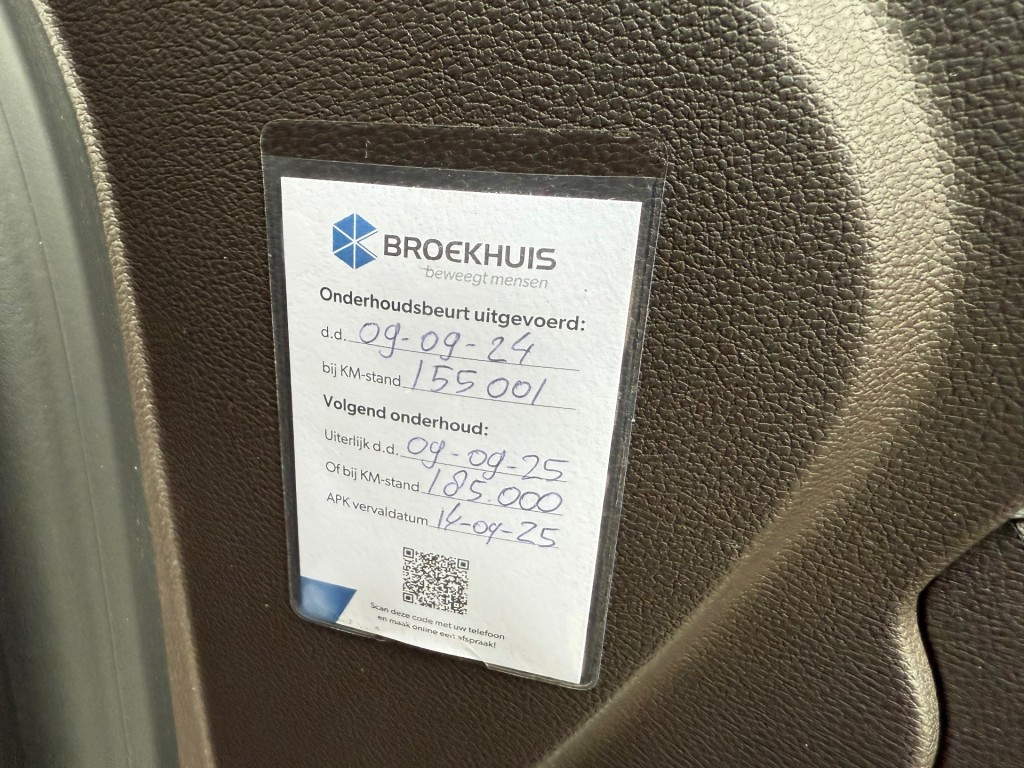 BROEKHUIS
beweegt mensen
Onderhoudsbeurt uitgevoerd:
d.d. 09-09-24
bij KM-stand 155 001
Volgend onderhoud:
Uiterlijk d.d. 09-09-25
Of bij KM-stand 185.000
APK vervaldatum 14-04-25
Scan deze code met uw telefoon
en maak online een afspraak!